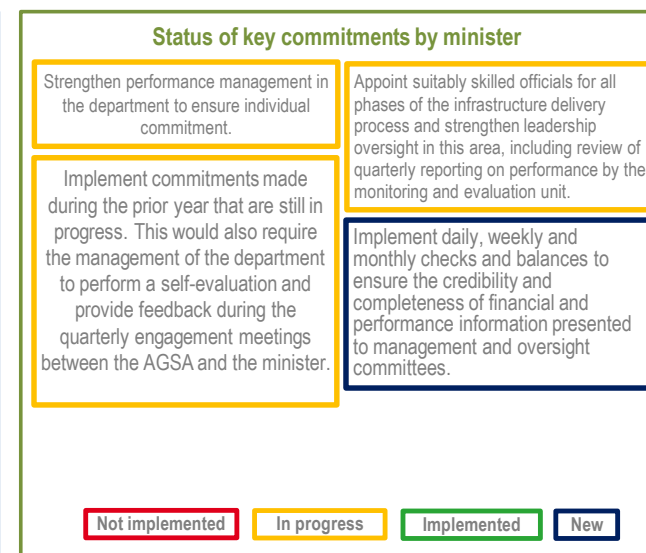 Status of key commitments by minister
Strengthen performance management in
the department to ensure individual
commitment.
Implement commitments made
during the prior year that are still in
progress. This would also require
the management of the department
to perform a self-evaluation and
provide feedback during the
quarterly engagement meetings
between the AGSA and the minister.
Appoint suitably skilled officials for all
phases of the infrastructure delivery
process and strengthen leadership
oversight in this area, including review of
quarterly reporting on performance by the
monitoring and evaluation unit.
Implement daily, weekly and
monthly checks and balances to
ensure the credibility and
completeness of financial and
performance information presented
to management and oversight
committees.
Not implemented
In progress
Implemented
New